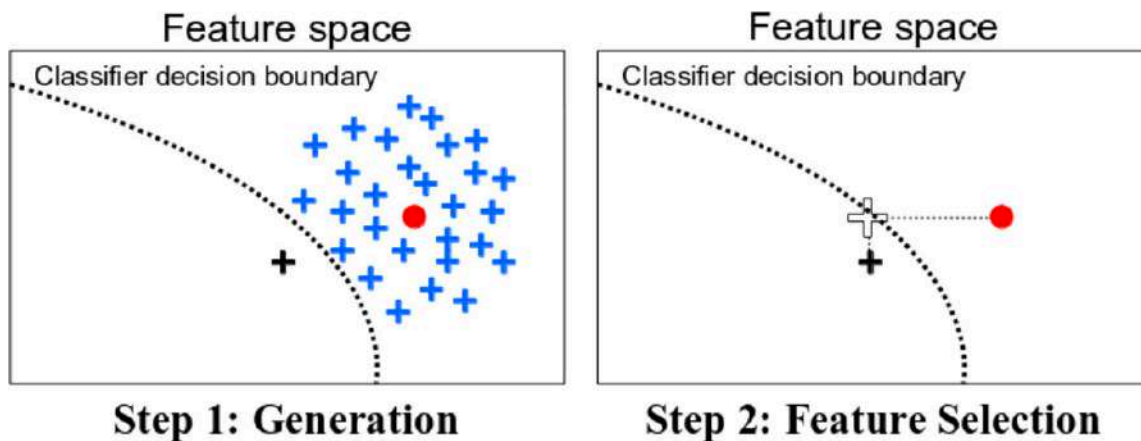 Feature space
Classifier decision boundary
Step 1: Generation
Feature space
Classifier decision boundary
Step 2: Feature Selection